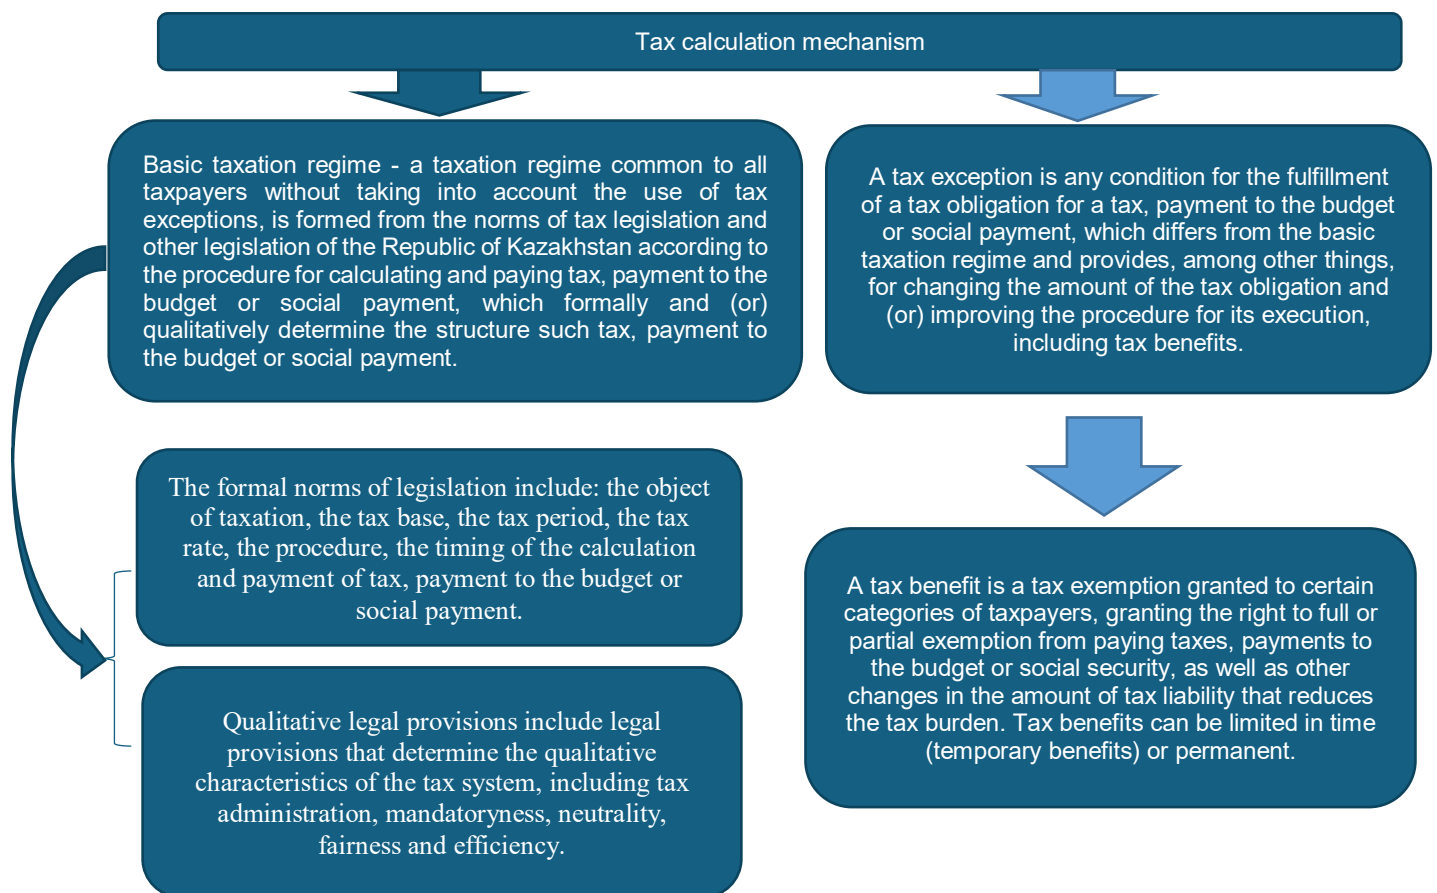 Tax calculation mechanism
Basic taxation regime - a taxation regime common to all
taxpayers without taking into account the use of tax
exceptions, is formed from the norms of tax legislation and
other legislation of the Republic of Kazakhstan according to
the procedure for calculating and paying tax, payment to the
budget or social payment, which formally and (or)
qualitatively determine the structure such tax, payment to
the budget or social payment.
A tax exception is any condition for the fulfillment
of a tax obligation for a tax, payment to the budget
or social payment, which differs from the basic
taxation regime and provides, among other things,
for changing the amount of the tax obligation and
(or) improving the procedure for its execution,
including tax benefits.
The formal norms of legislation include: the object
of taxation, the tax base, the tax period, the tax
rate, the procedure, the timing of the calculation
and payment of tax, payment to the budget or
social payment.
Qualitative legal provisions include legal
provisions that determine the qualitative
characteristics of the tax system, including tax
administration, mandatoryness, neutrality,
fairness and efficiency.
A tax benefit is a tax exemption granted to certain
categories of taxpayers, granting the right to full or
partial exemption from paying taxes, payments to
the budget or social security, as well as other
changes in the amount of tax liability that reduces
the tax burden. Tax benefits can be limited in time
(temporary benefits) or permanent.